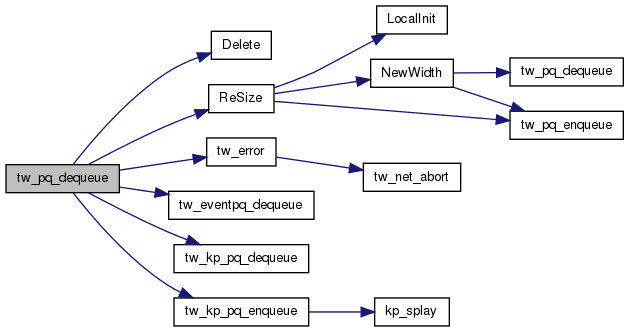 LocalInit
Delete
NewWidth
tw_pq_dequeue
ReSize
tw_pq_enqueue
tw_error
tw_pq_dequeue
tw_net_abort
tw_eventpq_dequeue
tw_kp_pq_dequeue
tw_kp_pq_enqueue
kp_splay